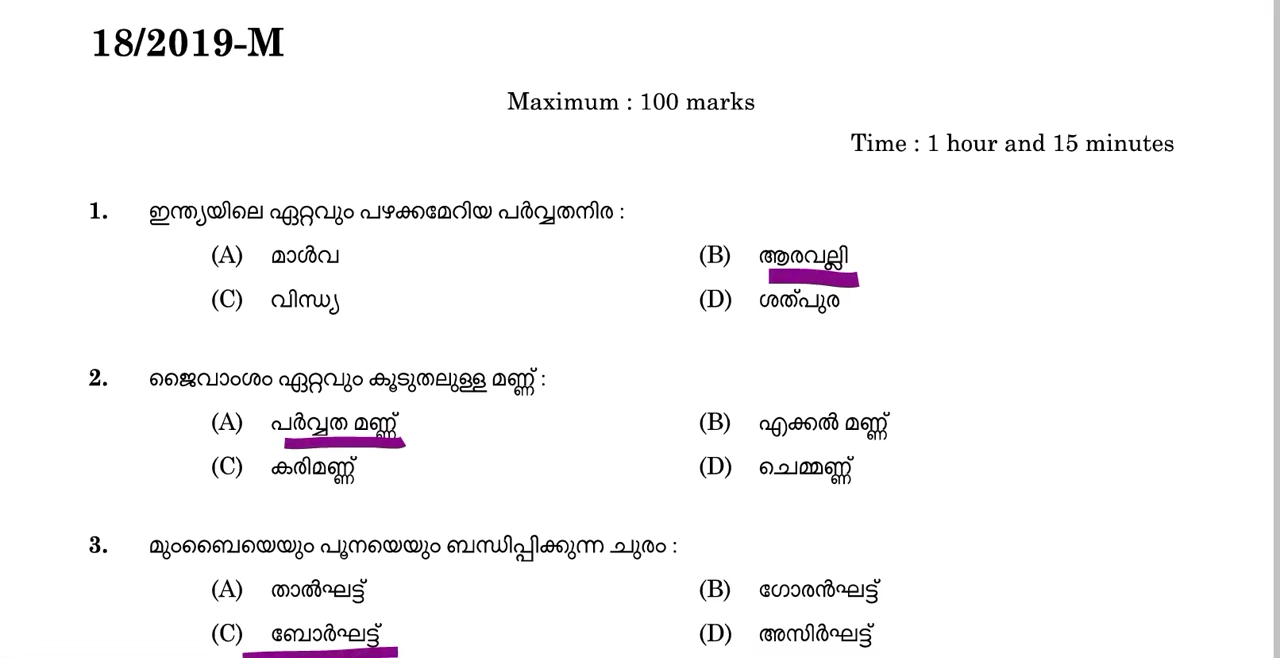 18/2019-M
Maximum : 100 marks
Time : 1 hour and 15 minutes
1. ഇന്ത്യയിലെ ഏറ്റവും പഴക്കമേറിയ പർവ്വതനിര :
(A) മാൾവ (B) ആരവല്ലി
(C) വിന്ധ്യ (D) ശത്പുര
2. ജൈവാംശം ഏറ്റവും കൂടുതലുള്ള മണ്ണ് :
(A) പർവ്വത മണ്ണ് (B) എക്കൽ മണ്ണ്
(C) കരിമണ്ണ് (D) ചെമ്മണ്ണ്
3. മുംബൈയെയും പൂനയെയും ബന്ധിപ്പിക്കുന്ന ചുരം :
(A) താൽഘട്ട് (B) ഗോരൻഘട്ട്
(C) ബോർഘട്ട് (D) അസിർഘട്ട്